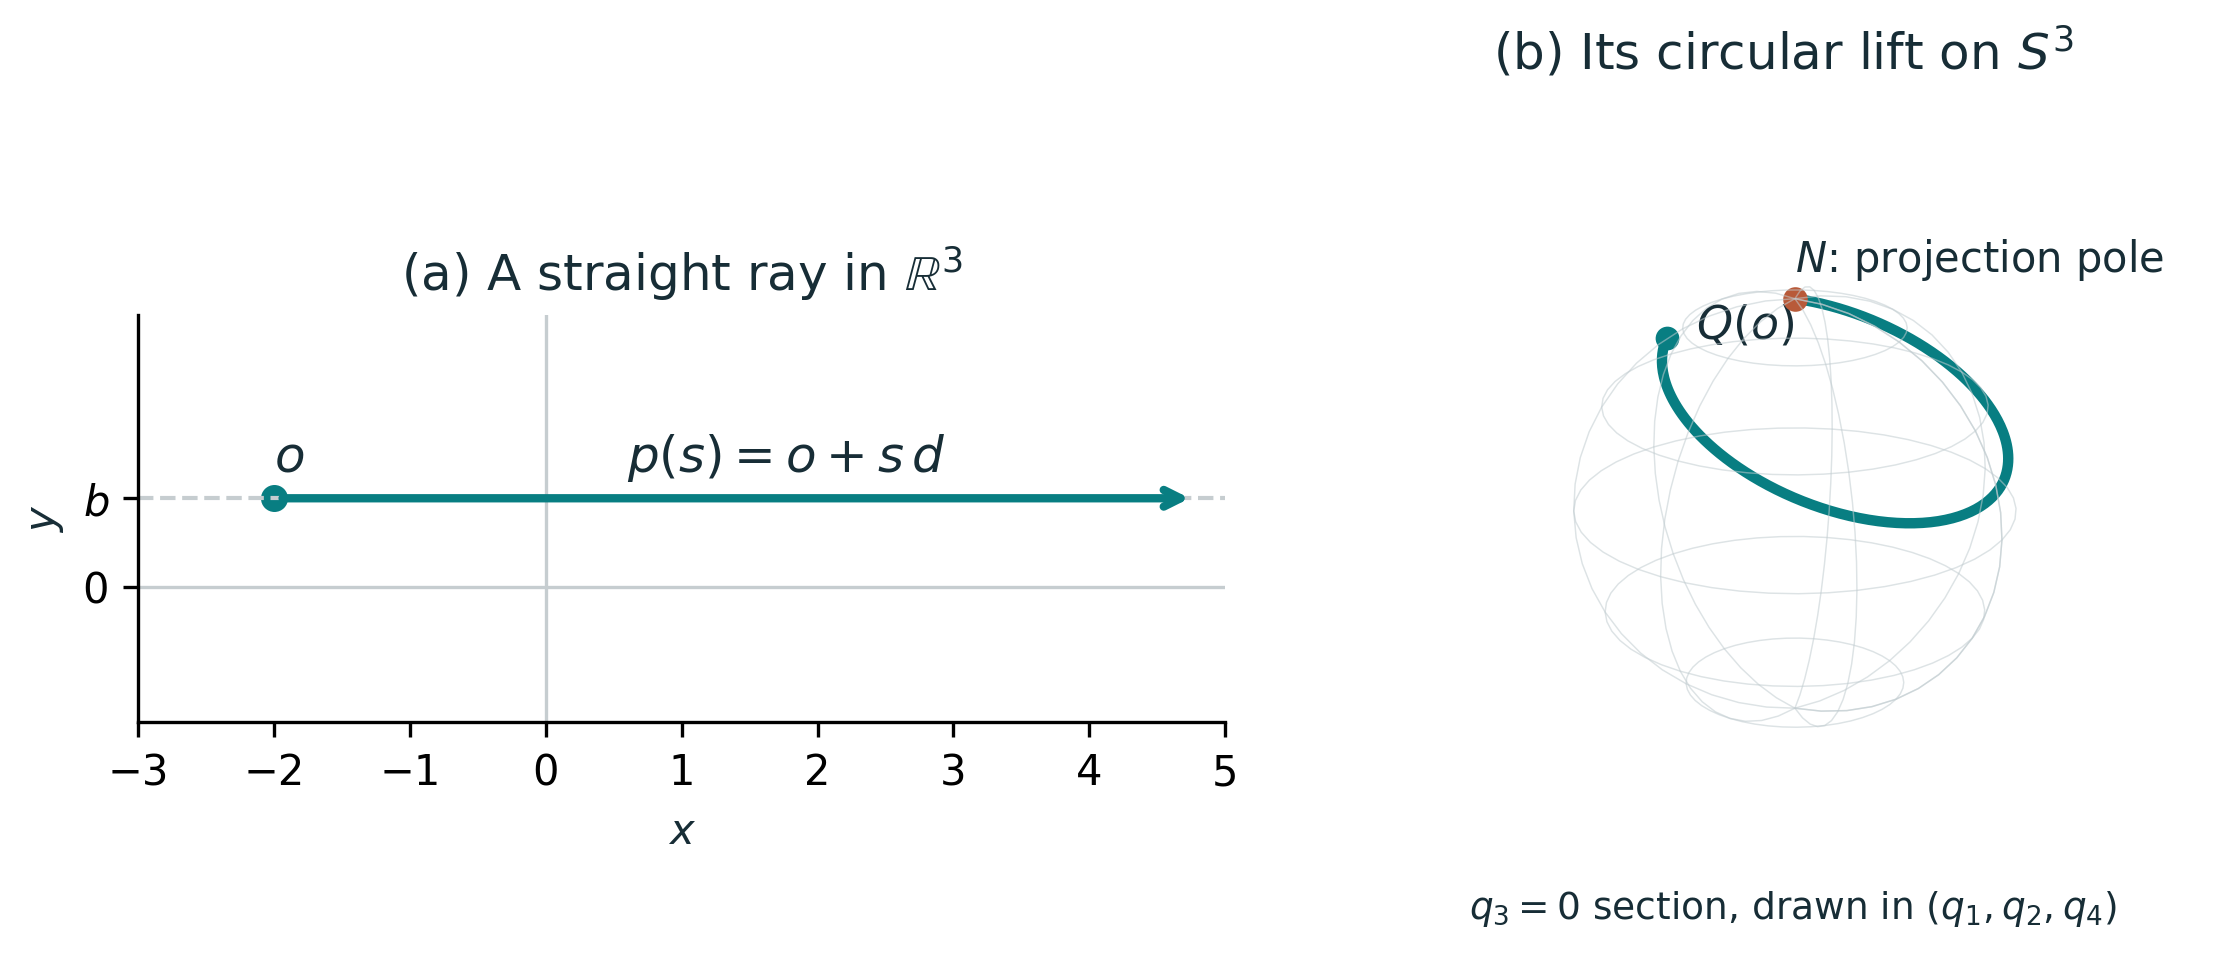 (a) A straight ray in ℝ³
y
b
0
o
p(s) = o + s d
−3 −2 −1 0 1 2 3 4 5
x
(b) Its circular lift on S³
N: projection pole
Q(o)
q₃ = 0 section, drawn in (q₁, q₂, q₄)